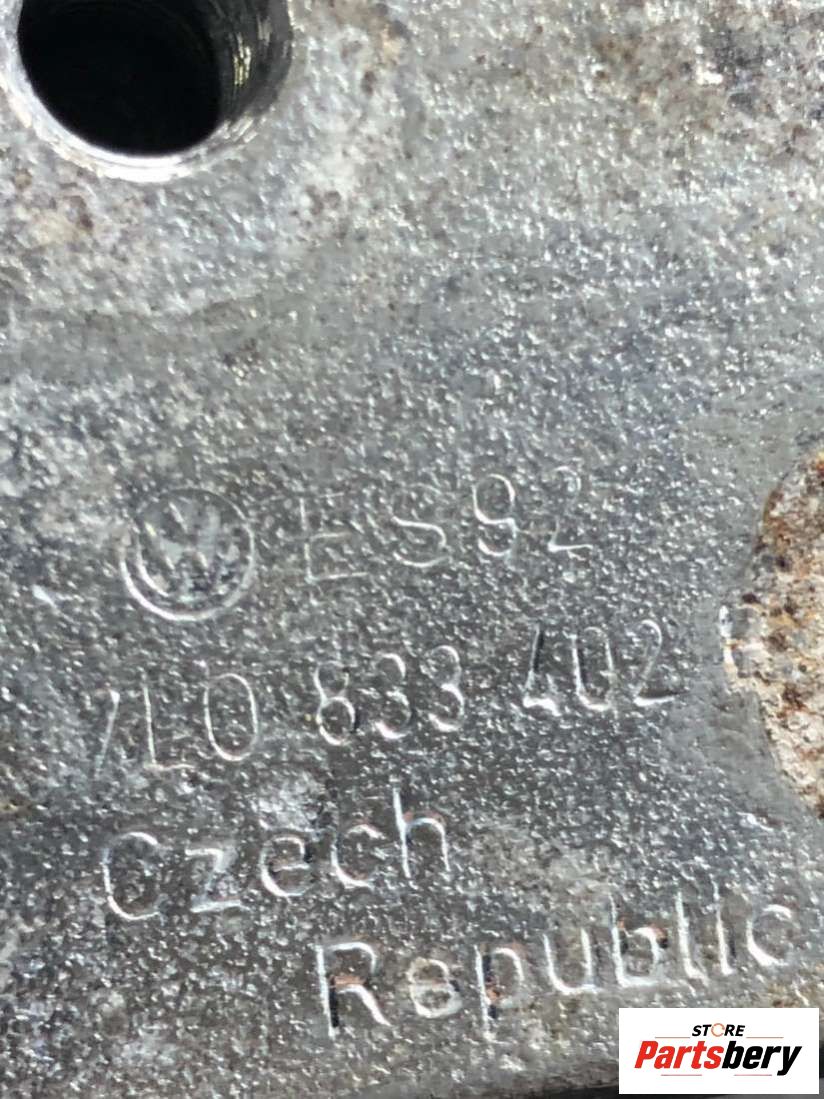 ES92
7L0 833 402
Czech
Republic
STORE
Partsbery